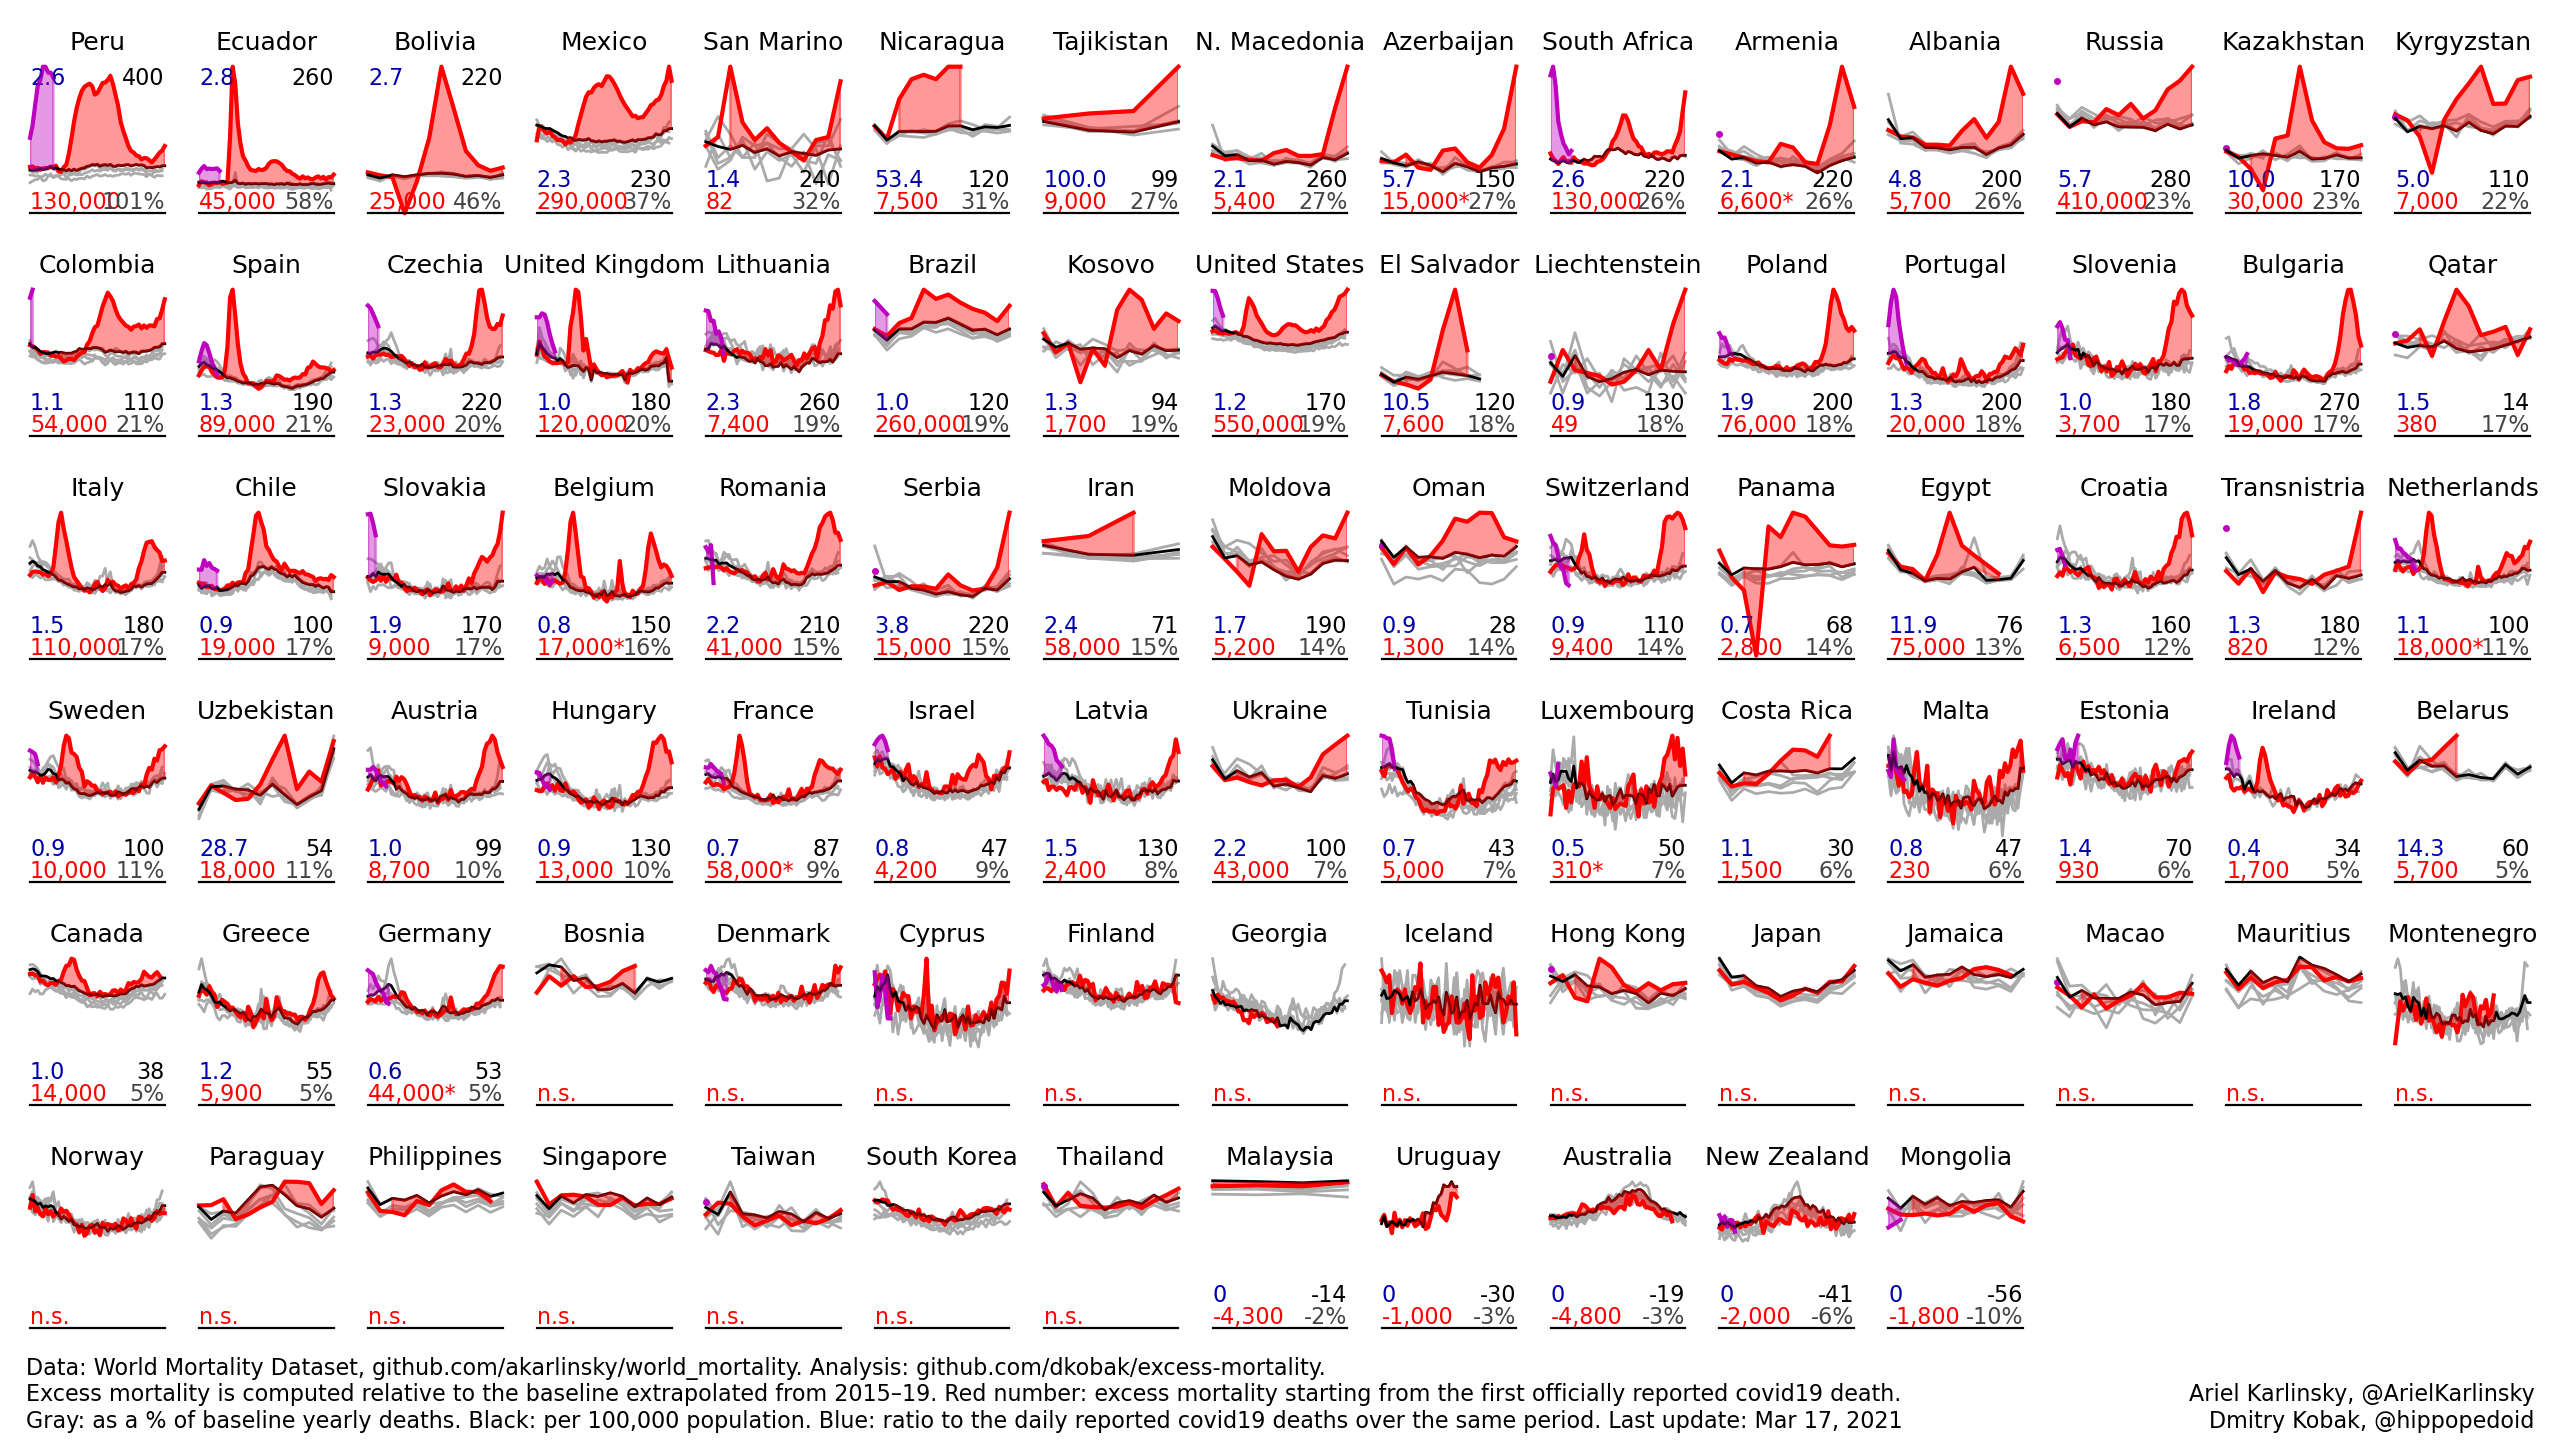 Peru Ecuador Bolivia Mexico San Marino Nicaragua Tajikistan N. Macedonia Azerbaijan South Africa Armenia Albania Russia Kazakhstan Kyrgyzstan
2.6 400 2.8 260 2.7 220
2.3 230 1.4 240 53.4 120 100.0 99 2.1 260 5.7 150 2.6 220 2.1 220 4.8 200 5.7 280 10.0 170 5.0 110
130,000 101% 45,000 58% 25,000 46% 290,000 37% 82 32% 7,500 31% 9,000 27% 5,400 27% 15,000* 27% 130,000 26% 6,600* 26% 5,700 26% 410,000 23% 30,000 23% 7,000 22%
Colombia Spain Czechia United Kingdom Lithuania Brazil Kosovo United States El Salvador Liechtenstein Poland Portugal Slovenia Bulgaria Qatar
1.1 110 1.3 190 1.3 220 1.0 180 2.3 260 1.0 120 1.3 94 1.2 170 10.5 120 0.9 130 1.9 200 1.3 200 1.0 180 1.8 270 1.5 14
54,000 21% 89,000 21% 23,000 20% 120,000 20% 7,400 19% 260,000 19% 1,700 19% 550,000 19% 7,600 18% 49 18% 76,000 18% 20,000 18% 3,700 17% 19,000 17% 380 17%
Italy Chile Slovakia Belgium Romania Serbia Iran Moldova Oman Switzerland Panama Egypt Croatia Transnistria Netherlands
1.5 180 0.9 100 1.9 170 0.8 150 2.2 210 3.8 220 2.4 71 1.7 190 0.9 28 0.9 110 0.7 68 11.9 76 1.3 160 1.3 180 1.1 100
110,000 17% 19,000 17% 9,000 17% 17,000* 16% 41,000 15% 15,000 15% 58,000 15% 5,200 14% 1,300 14% 9,400 14% 2,800 14% 75,000 13% 6,500 12% 820 12% 18,000* 11%
Sweden Uzbekistan Austria Hungary France Israel Latvia Ukraine Tunisia Luxembourg Costa Rica Malta Estonia Ireland Belarus
0.9 100 28.7 54 1.0 99 0.9 130 0.7 87 0.8 47 1.5 130 2.2 100 0.7 43 0.5 50 1.1 30 0.8 47 1.4 70 0.4 34 14.3 60
10,000 11% 18,000 11% 8,700 10% 13,000 10% 58,000* 9% 4,200 9% 2,400 8% 43,000 7% 5,000 7% 310* 7% 1,500 6% 230 6% 930 6% 1,700 5% 5,700 5%
Canada Greece Germany Bosnia Denmark Cyprus Finland Georgia Iceland Hong Kong Japan Jamaica Macao Mauritius Montenegro
1.0 38 1.2 55 0.6 53
14,000 5% 5,900 5% 44,000* 5% n.s. n.s. n.s. n.s. n.s. n.s. n.s. n.s. n.s. n.s. n.s. n.s.
Norway Paraguay Philippines Singapore Taiwan South Korea Thailand Malaysia Uruguay Australia New Zealand Mongolia
0 -14 0 -30 0 -19 0 -41 0 -56
n.s. n.s. n.s. n.s. n.s. n.s. n.s. -4,300 -2% -1,000 -3% -4,800 -3% -2,000 -6% -1,800 -10%
Data: World Mortality Dataset, github.com/akarlinsky/world_mortality. Analysis: github.com/dkobak/excess-mortality.
Excess mortality is computed relative to the baseline extrapolated from 2015–19. Red number: excess mortality starting from the first officially reported covid19 death.
Gray: as a % of baseline yearly deaths. Black: per 100,000 population. Blue: ratio to the daily reported covid19 deaths over the same period. Last update: Mar 17, 2021
Ariel Karlinsky, @ArielKarlinsky
Dmitry Kobak, @hippopedoid